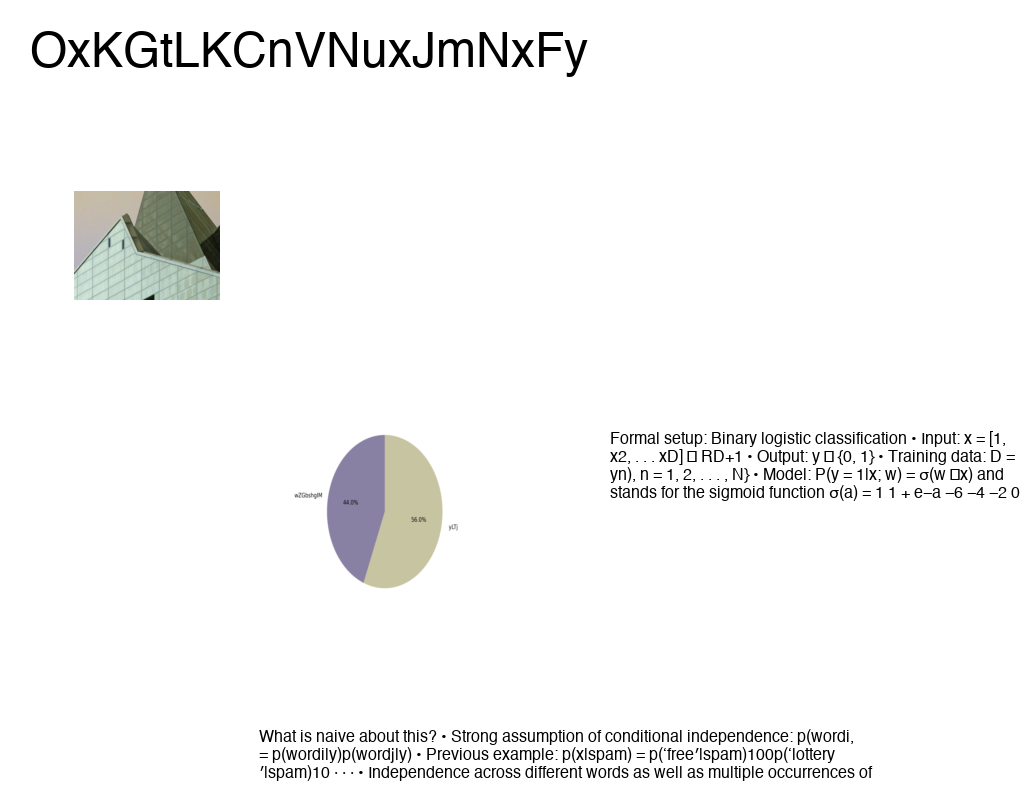 OxKGtLKCnVNuxJmNxFy
wZGbshgIM
44.0%
56.0%
yLTj
Formal setup: Binary logistic classification • Input: x = [1,
x2, . . . xD] □ RD+1 • Output: y □ {0, 1} • Training data: D =
yn), n = 1, 2, . . . , N} • Model: P(y = 1|x; w) = σ(w □x) and
stands for the sigmoid function σ(a) = 1 1 + e−a −6 −4 −2 0
What is naive about this? • Strong assumption of conditional independence: p(wordi,
= p(wordi|y)p(wordj|y) • Previous example: p(x|spam) = p(‘free′|spam)100p(‘lottery
′|spam)10 · · · • Independence across different words as well as multiple occurrences of